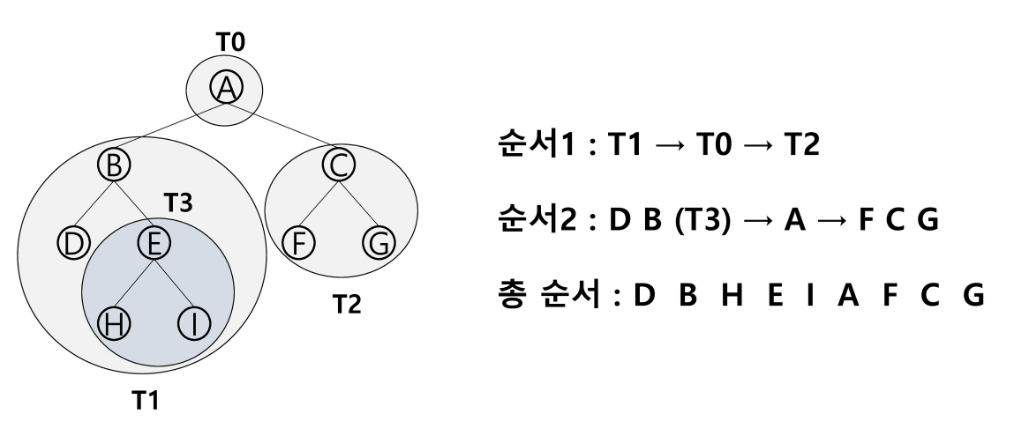 T0
A
B
C
T3
D
E
F
G
H
I
T2
T1
순서1 : T1 → T0 → T2
순서2 : D B (T3) → A → F C G
총 순서 : D B H E I A F C G